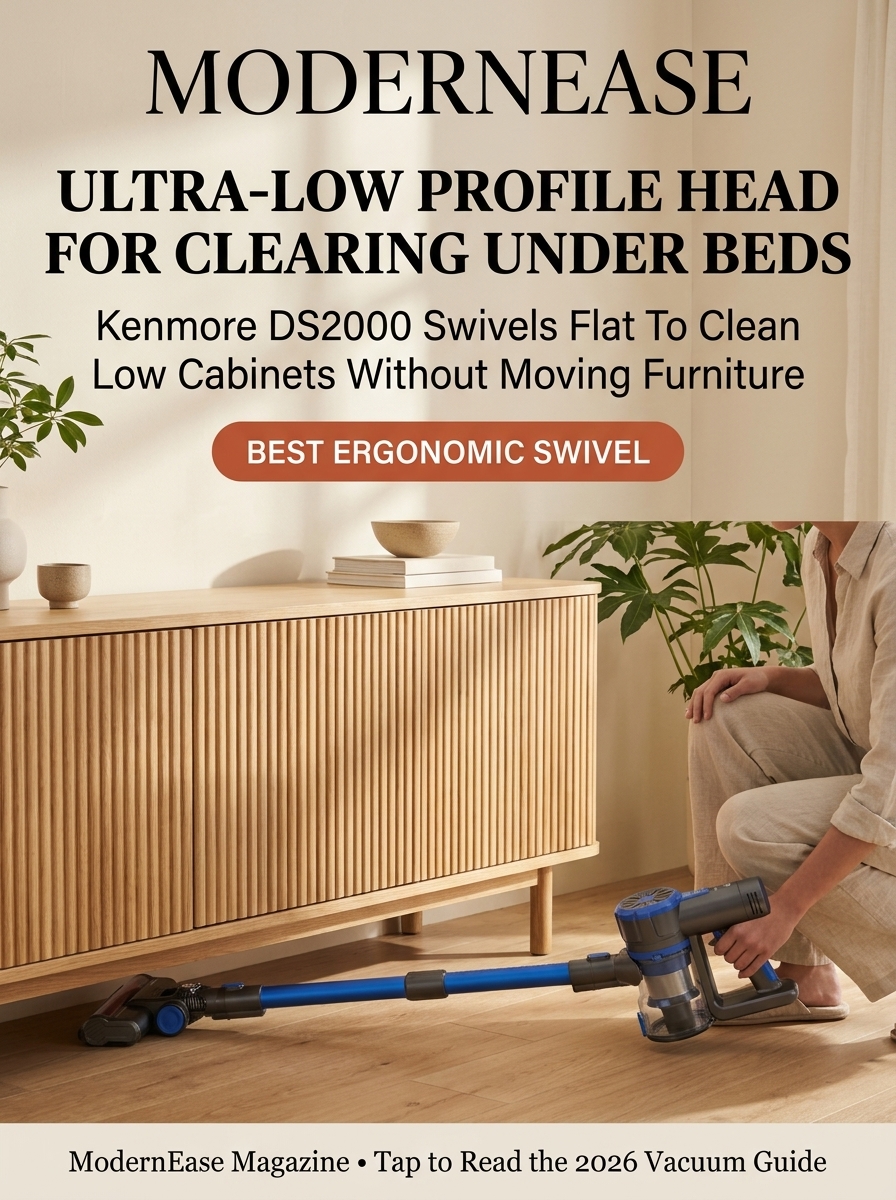 MODERNEASE
ULTRA-LOW PROFILE HEAD
FOR CLEARING UNDER BEDS
Kenmore DS2000 Swivels Flat To Clean
Low Cabinets Without Moving Furniture
BEST ERGONOMIC SWIVEL
ModernEase Magazine • Tap to Read the 2026 Vacuum Guide